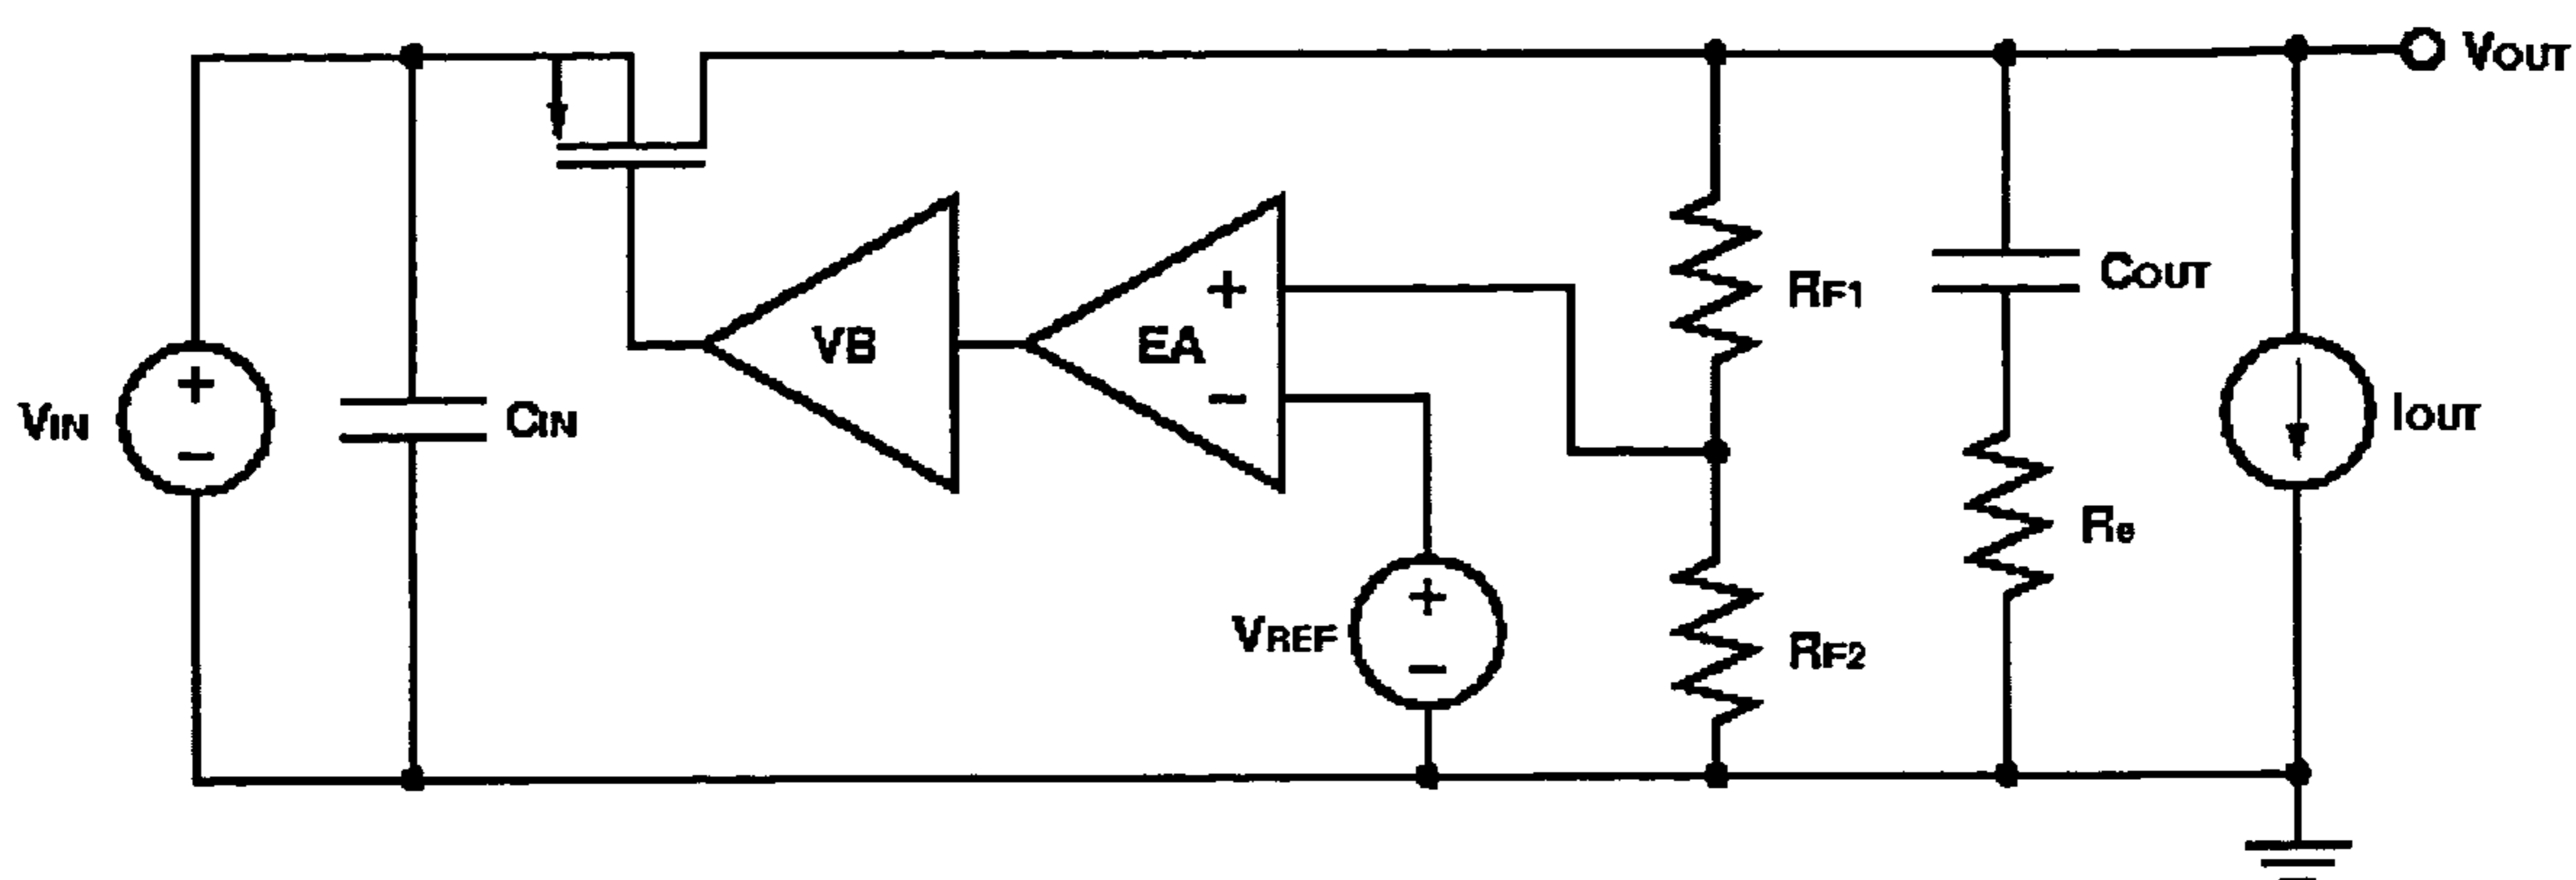 VOUT
+
VB
EA
RF1
COUT
+
-
VIN
CIN
-
IOUT
Re
+
VREF
-
RF2
+
-